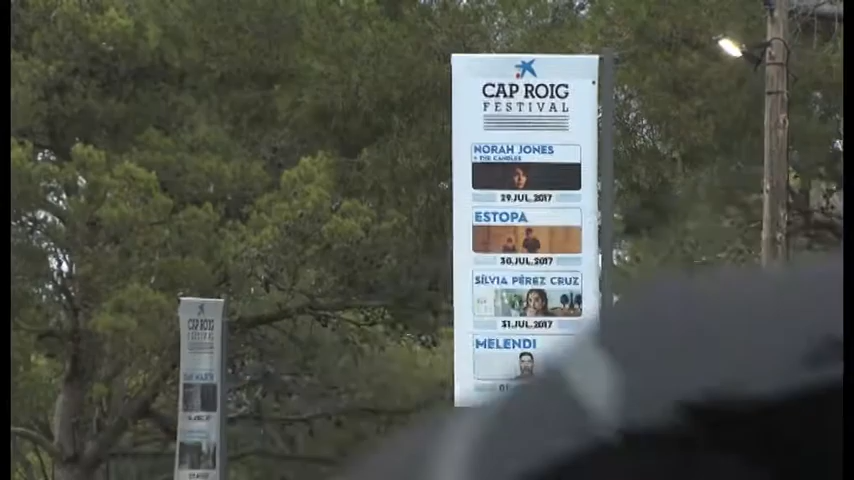 CAP ROIG
FESTIVAL
NORAH JONES
+ THE CANDLES
29.JUL.2017
ESTOPA
30.JUL.2017
SÍLVIA PÉREZ CRUZ
31.JUL.2017
MELENDI
CAP ROIG
FESTIVAL